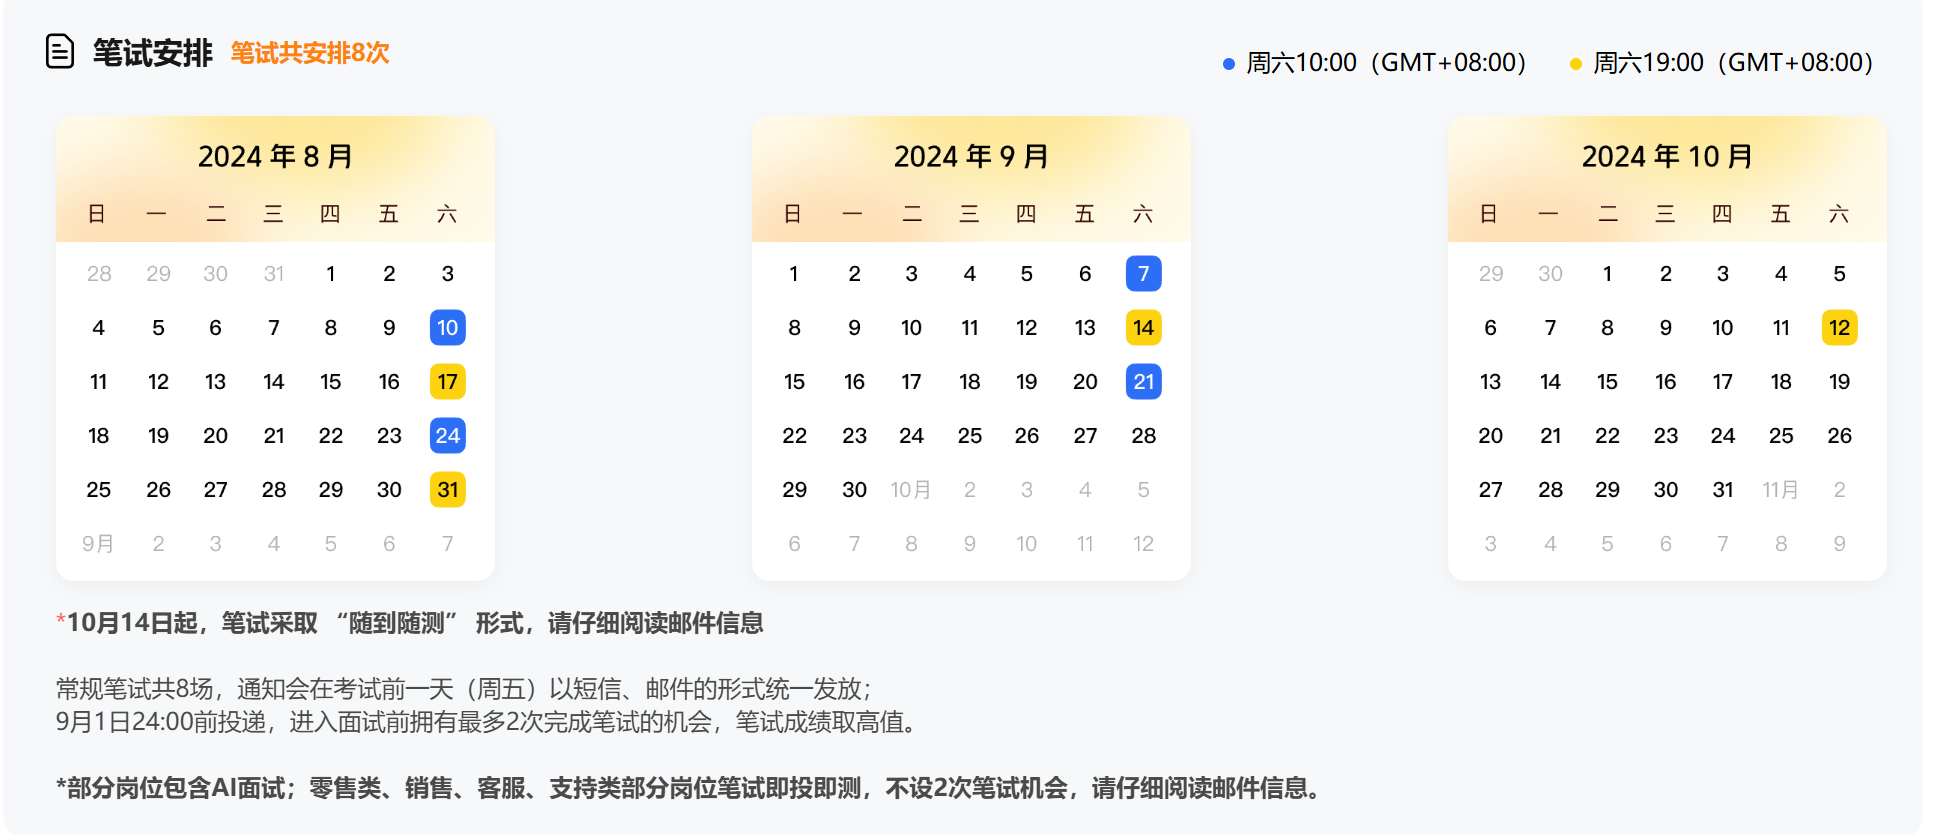 笔试安排 笔试共安排8次
周六10:00（GMT+08:00） 周六19:00（GMT+08:00）
2024 年 8 月
日 一 二 三 四 五 六
28 29 30 31 1 2 3
4 5 6 7 8 9 10
11 12 13 14 15 16 17
18 19 20 21 22 23 24
25 26 27 28 29 30 31
9月 2 3 4 5 6 7
2024 年 9 月
日 一 二 三 四 五 六
1 2 3 4 5 6 7
8 9 10 11 12 13 14
15 16 17 18 19 20 21
22 23 24 25 26 27 28
29 30 10月 2 3 4 5
6 7 8 9 10 11 12
2024 年 10 月
日 一 二 三 四 五 六
29 30 1 2 3 4 5
6 7 8 9 10 11 12
13 14 15 16 17 18 19
20 21 22 23 24 25 26
27 28 29 30 31 11月 2
3 4 5 6 7 8 9
*10月14日起，笔试采取 “随到随测” 形式，请仔细阅读邮件信息
常规笔试共8场，通知会在考试前一天（周五）以短信、邮件的形式统一发放；
9月1日24:00前投递，进入面试前拥有最多2次完成笔试的机会，笔试成绩取高值。
*部分岗位包含AI面试；零售类、销售、客服、支持类部分岗位笔试即投即测，不设2次笔试机会，请仔细阅读邮件信息。